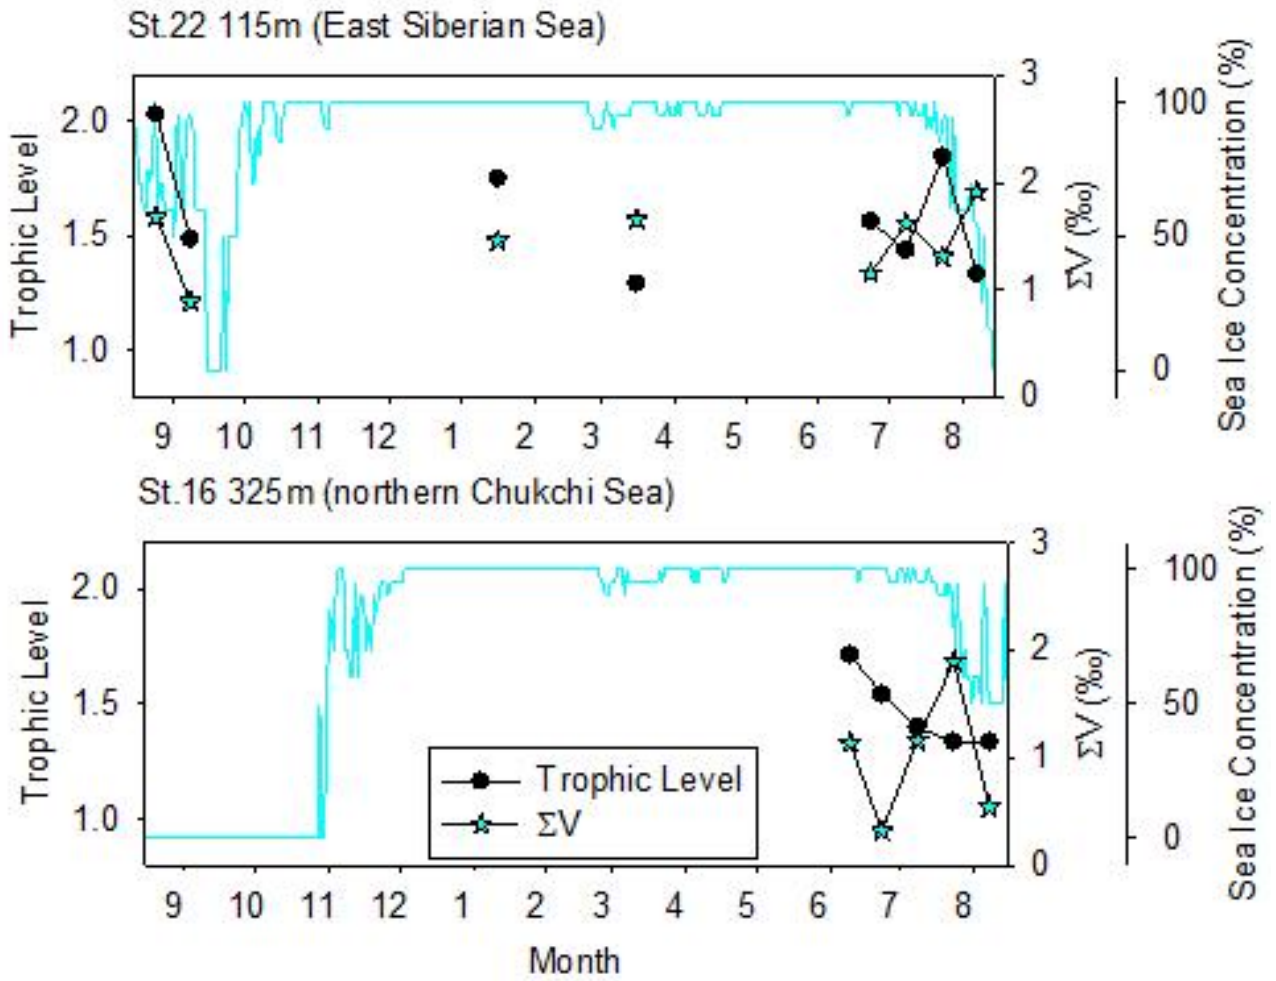 St.22 115m (East Siberian Sea)
Trophic Level
2.0
1.5
1.0
3
2
1
0
ΣV (‰)
100
50
0
Sea Ice Concentration (%)
9 10 11 12 1 2 3 4 5 6 7 8
St.16 325m (northern Chukchi Sea)
Trophic Level
2.0
1.5
1.0
Trophic Level
ΣV
3
2
1
0
ΣV (‰)
100
50
0
Sea Ice Concentration (%)
9 10 11 12 1 2 3 4 5 6 7 8
Month